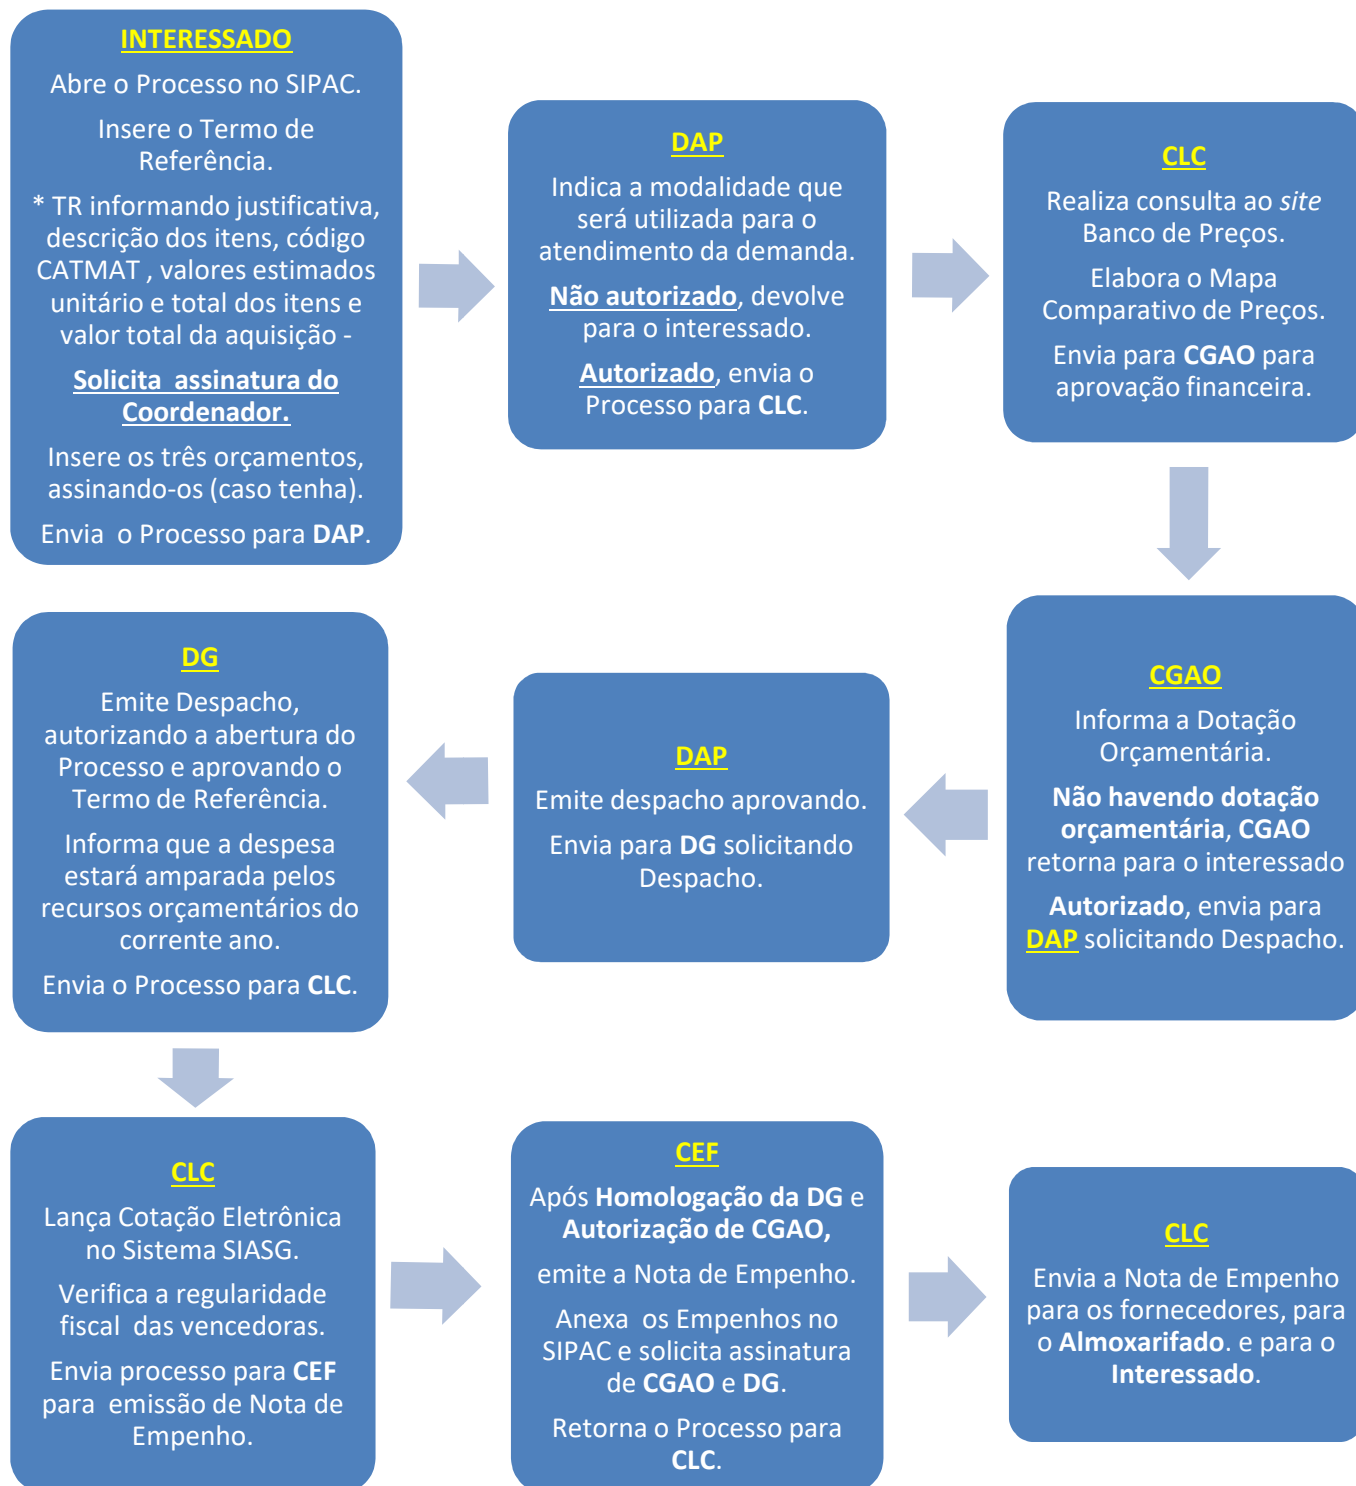 INTERESSADO
Abre o Processo no SIPAC.
Insere o Termo de
Referência.
* TR informando justificativa,
descrição dos itens, código
CATMAT , valores estimados
unitário e total dos itens e
valor total da aquisição -
Solicita  assinatura do
Coordenador.
Insere os três orçamentos,
assinando-os (caso tenha).
Envia  o Processo para DAP.
DAP
Indica a modalidade que
será utilizada para o
atendimento da demanda.
Não autorizado, devolve
para o interessado.
Autorizado, envia o
Processo para CLC.
CLC
Realiza consulta ao site
Banco de Preços.
Elabora o Mapa
Comparativo de Preços.
Envia para CGAO para
aprovação financeira.
CGAO
Informa a Dotação
Orçamentária.
Não havendo dotação
orçamentária, CGAO
retorna para o interessado
Autorizado, envia para
DAP solicitando Despacho.
DAP
Emite despacho aprovando.
Envia para DG solicitando
Despacho.
DG
Emite Despacho,
autorizando a abertura do
Processo e aprovando o
Termo de Referência.
Informa que a despesa
estará amparada pelos
recursos orçamentários do
corrente ano.
Envia o Processo para CLC.
CLC
Lança Cotação Eletrônica
no Sistema SIASG.
Verifica a regularidade
fiscal  das vencedoras.
Envia processo para CEF
para  emissão de Nota de
Empenho.
CEF
Após Homologação da DG e
Autorização de CGAO,
emite a Nota de Empenho.
Anexa  os Empenhos no
SIPAC e solicita assinatura
de CGAO e DG.
Retorna o Processo para
CLC.
CLC
Envia a Nota de Empenho
para os fornecedores, para
o Almoxarifado. e para o
Interessado.